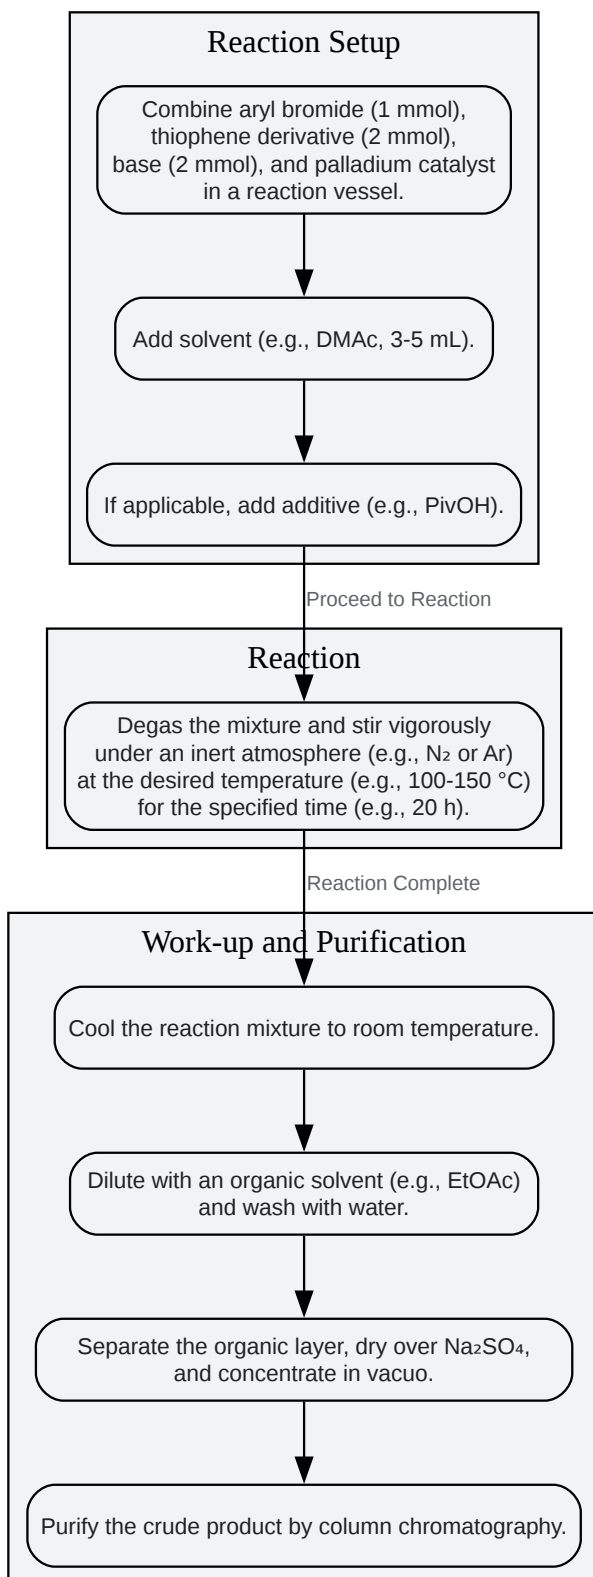 Reaction Setup
Combine aryl bromide (1 mmol),
thiophene derivative (2 mmol),
base (2 mmol), and palladium catalyst
in a reaction vessel.
Add solvent (e.g., DMAc, 3-5 mL).
If applicable, add additive (e.g., PivOH).
Proceed to Reaction
Reaction
Degas the mixture and stir vigorously
under an inert atmosphere (e.g., N₂ or Ar)
at the desired temperature (e.g., 100-150 °C)
for the specified time (e.g., 20 h).
Reaction Complete
Work-up and Purification
Cool the reaction mixture to room temperature.
Dilute with an organic solvent (e.g., EtOAc)
and wash with water.
Separate the organic layer, dry over Na₂SO₄,
and concentrate in vacuo.
Purify the crude product by column chromatography.